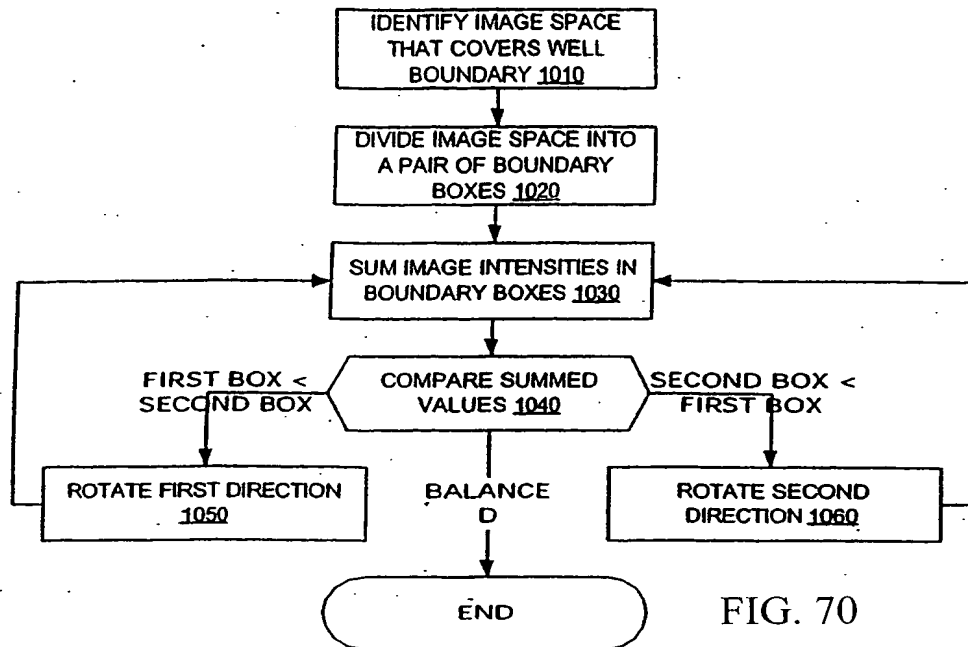 IDENTIFY IMAGE SPACE
THAT COVERS WELL
BOUNDARY 1010
DIVIDE IMAGE SPACE INTO
A PAIR OF BOUNDARY
BOXES 1020
SUM IMAGE INTENSITIES IN
BOUNDARY BOXES 1030
FIRST BOX <
SECOND BOX
COMPARE SUMMED
VALUES 1040
SECOND BOX <
FIRST BOX
ROTATE FIRST DIRECTION
1050
BALANCE
D
ROTATE SECOND
DIRECTION 1060
END
FIG. 70